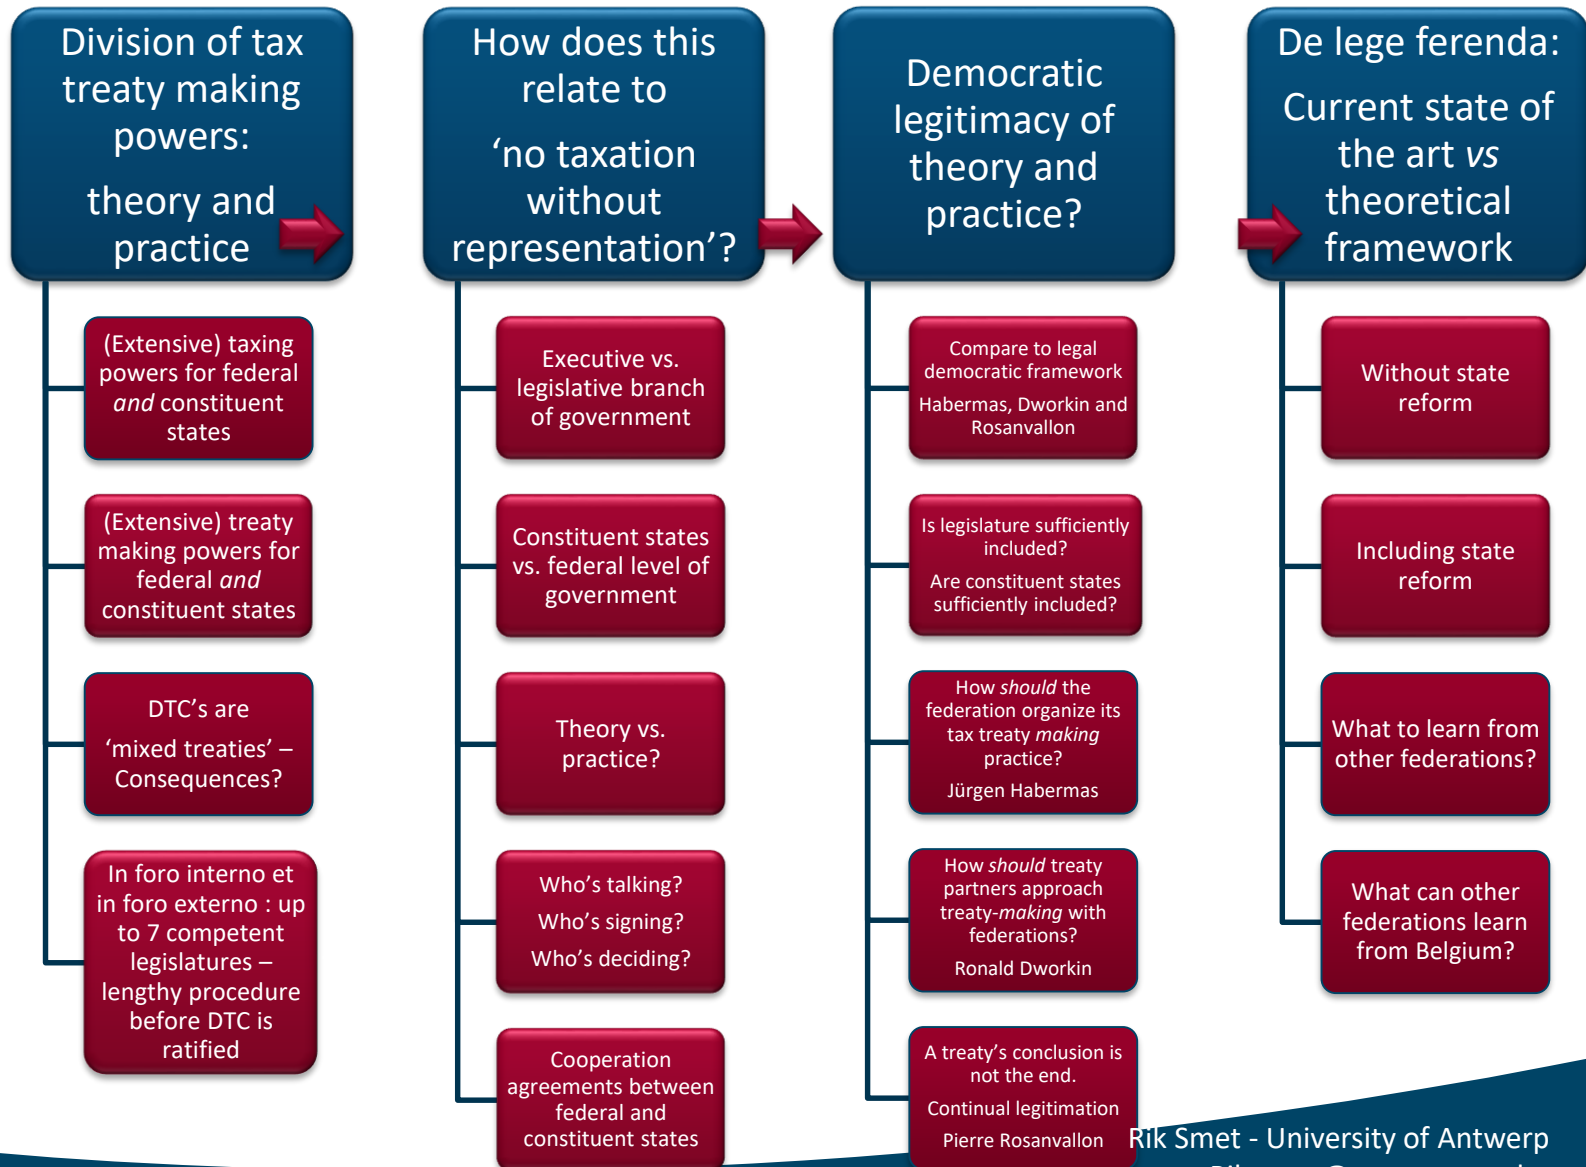 Division of tax
treaty making
powers:
theory and
practice
(Extensive) taxing
powers for federal
and constituent
states
(Extensive) treaty
making powers for
federal and
constituent states
DTC's are
'mixed treaties' –
Consequences?
In foro interno et
in foro externo : up
to 7 competent
legislatures –
lengthy procedure
before DTC is
ratified
How does this
relate to
'no taxation
without
representation'?
Executive vs.
legislative branch
of government
Constituent states
vs. federal level of
government
Theory vs.
practice?
Who's talking?
Who's signing?
Who's deciding?
Cooperation
agreements between
federal and
constituent states
Democratic
legitimacy of
theory and
practice?
Compare to legal
democratic framework
Habermas, Dworkin and
Rosanvallon
Is legislature sufficiently
included?
Are constituent states
sufficiently included?
How should the
federation organize its
tax treaty making
practice?
Jürgen Habermas
How should treaty
partners approach
treaty-making with
federations?
Ronald Dworkin
A treaty's conclusion is
not the end.
Continual legitimation
Pierre Rosanvallon
De lege ferenda:
Current state of
the art vs
theoretical
framework
Without state
reform
Including state
reform
What to learn from
other federations?
What can other
federations learn
from Belgium?
Rik Smet - University of Antwerp